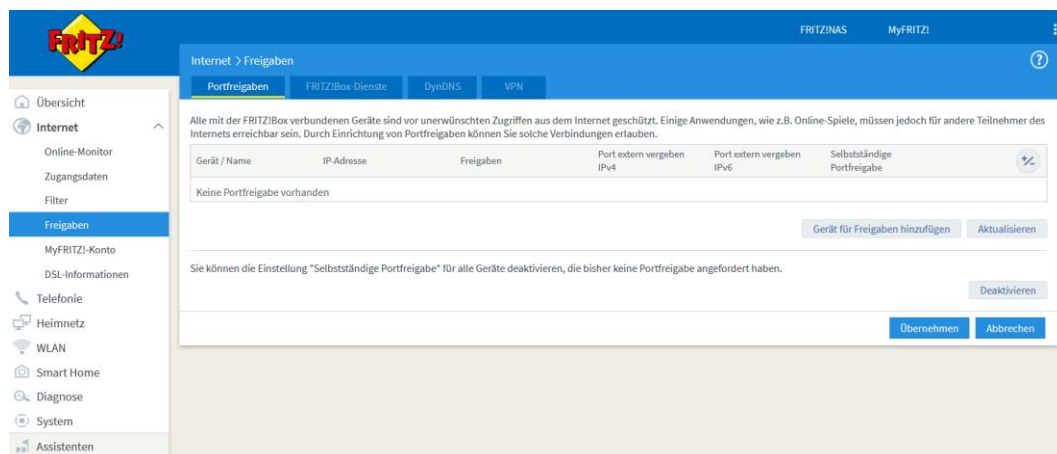 FRITZ!
FRITZ!NAS
MyFRITZ!
Internet > Freigaben
?
Portfreigaben
FRITZ!Box-Dienste
DynDNS
VPN
Übersicht
Internet
Online-Monitor
Zugangsdaten
Filter
Freigaben
MyFRITZ!-Konto
DSL-Informationen
Telefonie
Heimnetz
WLAN
Smart Home
Diagnose
System
Assistenten
Alle mit der FRITZ!Box verbundenen Geräte sind vor unerwünschten Zugriffen aus dem Internet geschützt. Einige Anwendungen, wie z.B. Online-Spiele, müssen jedoch für andere Teilnehmer des
Internets erreichbar sein. Durch Einrichtung von Portfreigaben können Sie solche Verbindungen erlauben.
Gerät / Name
IP-Adresse
Freigaben
Port extern vergeben
IPv4
Port extern vergeben
IPv6
Selbstständige
Portfreigabe
Keine Portfreigabe vorhanden
Gerät für Freigaben hinzufügen
Aktualisieren
Sie können die Einstellung "Selbstständige Portfreigabe" für alle Geräte deaktivieren, die bisher keine Portfreigabe angefordert haben.
Deaktivieren
Übernehmen
Abbrechen